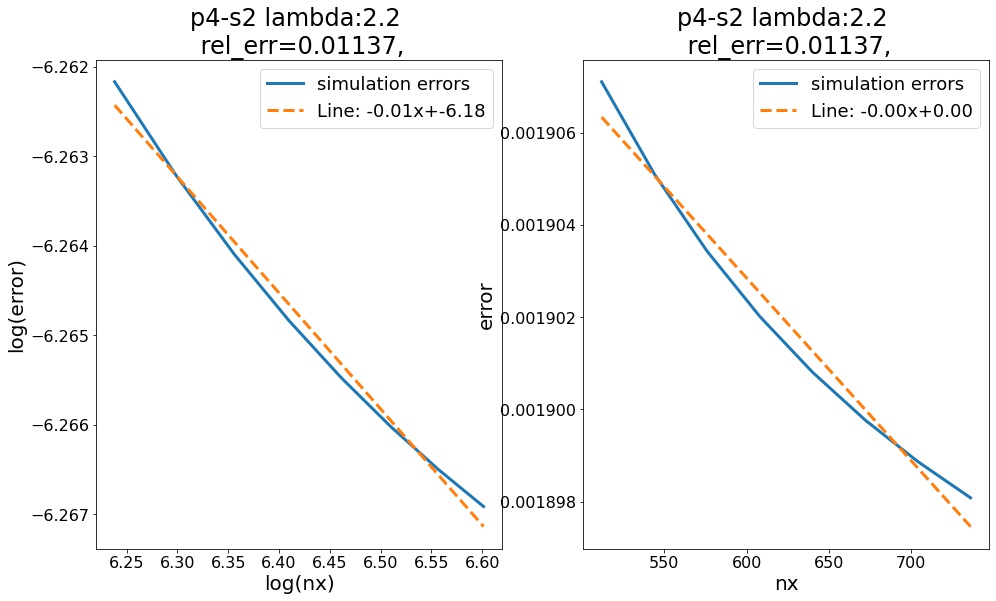 p4-s2 lambda:2.2
rel_err=0.01137,
−6.262
−6.263
−6.264
−6.265
−6.266
−6.267
log(error)
simulation errors
Line: -0.01x+-6.18
6.25 6.30 6.35 6.40 6.45 6.50 6.55 6.60
log(nx)
p4-s2 lambda:2.2
rel_err=0.01137,
0.001906
0.001904
0.001902
0.001900
0.001898
error
simulation errors
Line: -0.00x+0.00
550 600 650 700
nx